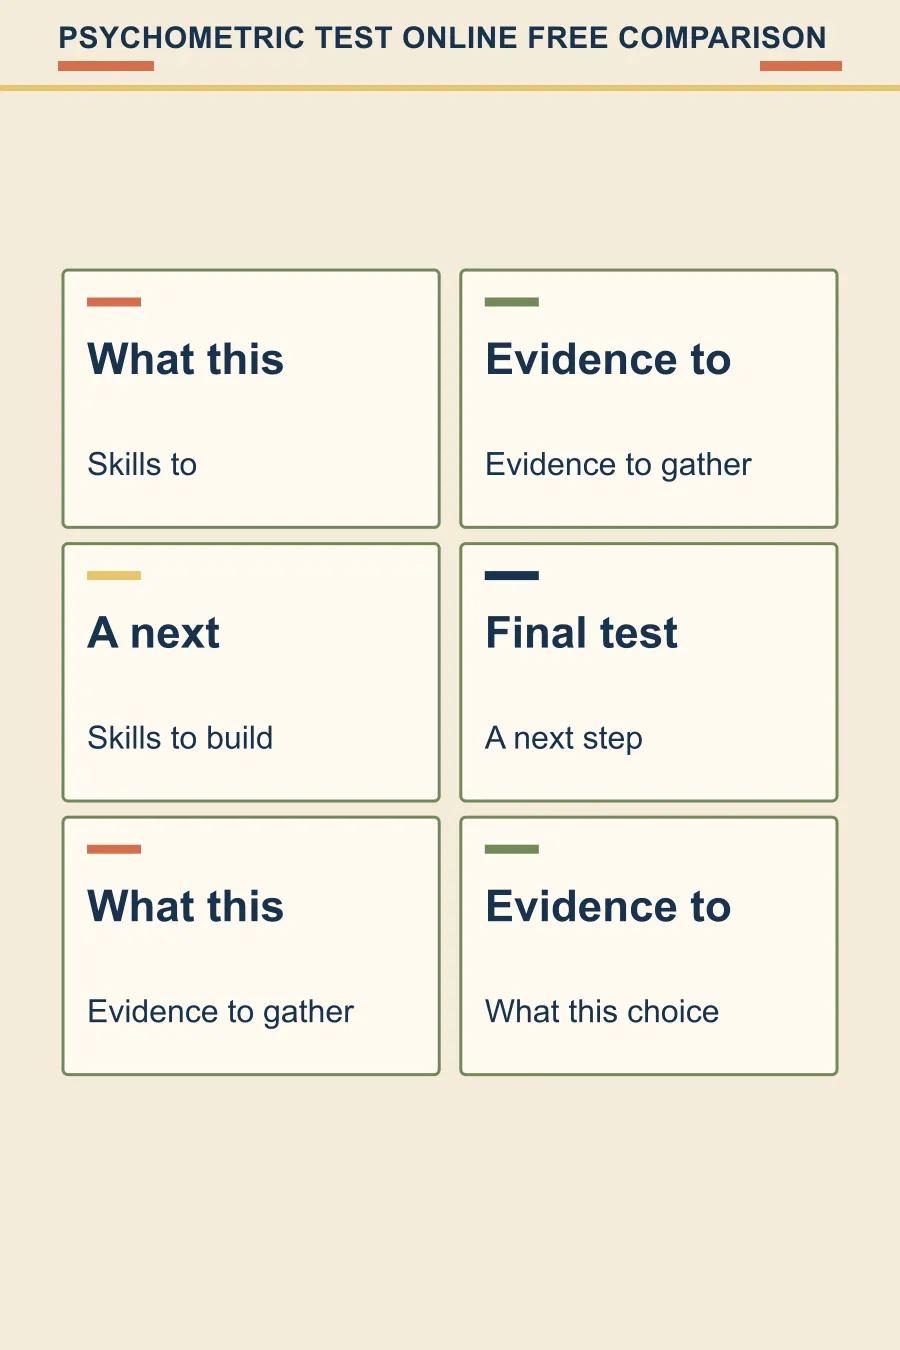 PSYCHOMETRIC TEST ONLINE FREE COMPARISON
What this
Skills to
Evidence to
Evidence to gather
A next
Skills to build
Final test
A next step
What this
Evidence to gather
Evidence to
What this choice